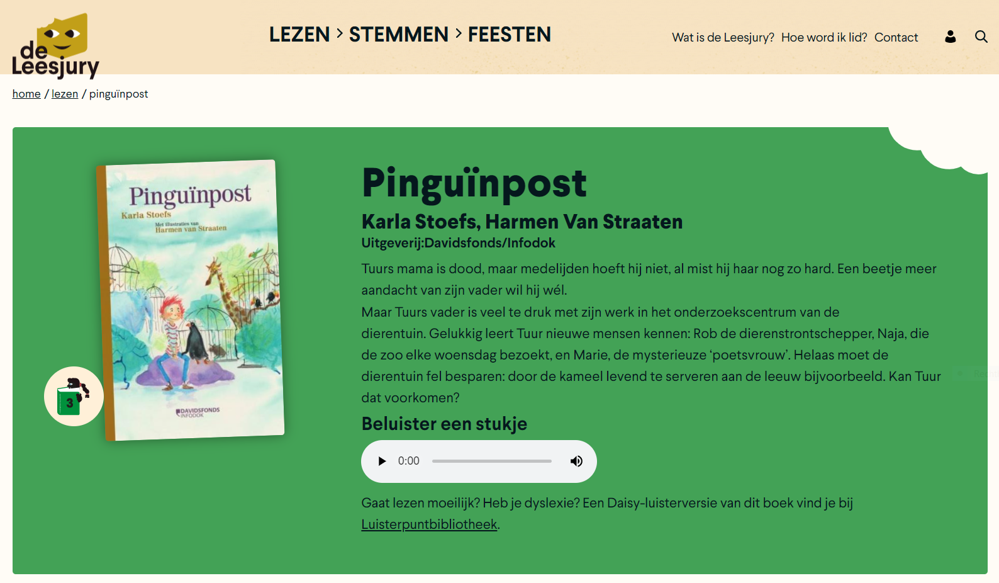 de
Leesjury
LEZEN > STEMMEN > FEESTEN
Wat is de Leesjury? Hoe word ik lid? Contact
home / lezen / pinguïnpost
Pinguïnpost
Karla Stoefs
Met illustraties van
Harmen van Straaten
DAVIDSFONDS
INFODOK
3
Pinguïnpost
Karla Stoefs, Harmen Van Straaten
Uitgeverij:Davidsfonds/Infodok
Tuurs mama is dood, maar medelijden hoeft hij niet, al mist hij haar nog zo hard. Een beetje meer
aandacht van zijn vader wil hij wél.
Maar Tuurs vader is veel te druk met zijn werk in het onderzoekscentrum van de
dierentuin. Gelukkig leert Tuur nieuwe mensen kennen: Rob de dierenstrontschepper, Naja, die
de zoo elke woensdag bezoekt, en Marie, de mysterieuze ‘poetsvrouw’. Helaas moet de
dierentuin fel besparen: door de kameel levend te serveren aan de leeuw bijvoorbeeld. Kan Tuur
dat voorkomen?
Beluister een stukje
0:00
Gaat lezen moeilijk? Heb je dyslexie? Een Daisy-luisterversie van dit boek vind je bij
Luisterpuntbibliotheek.